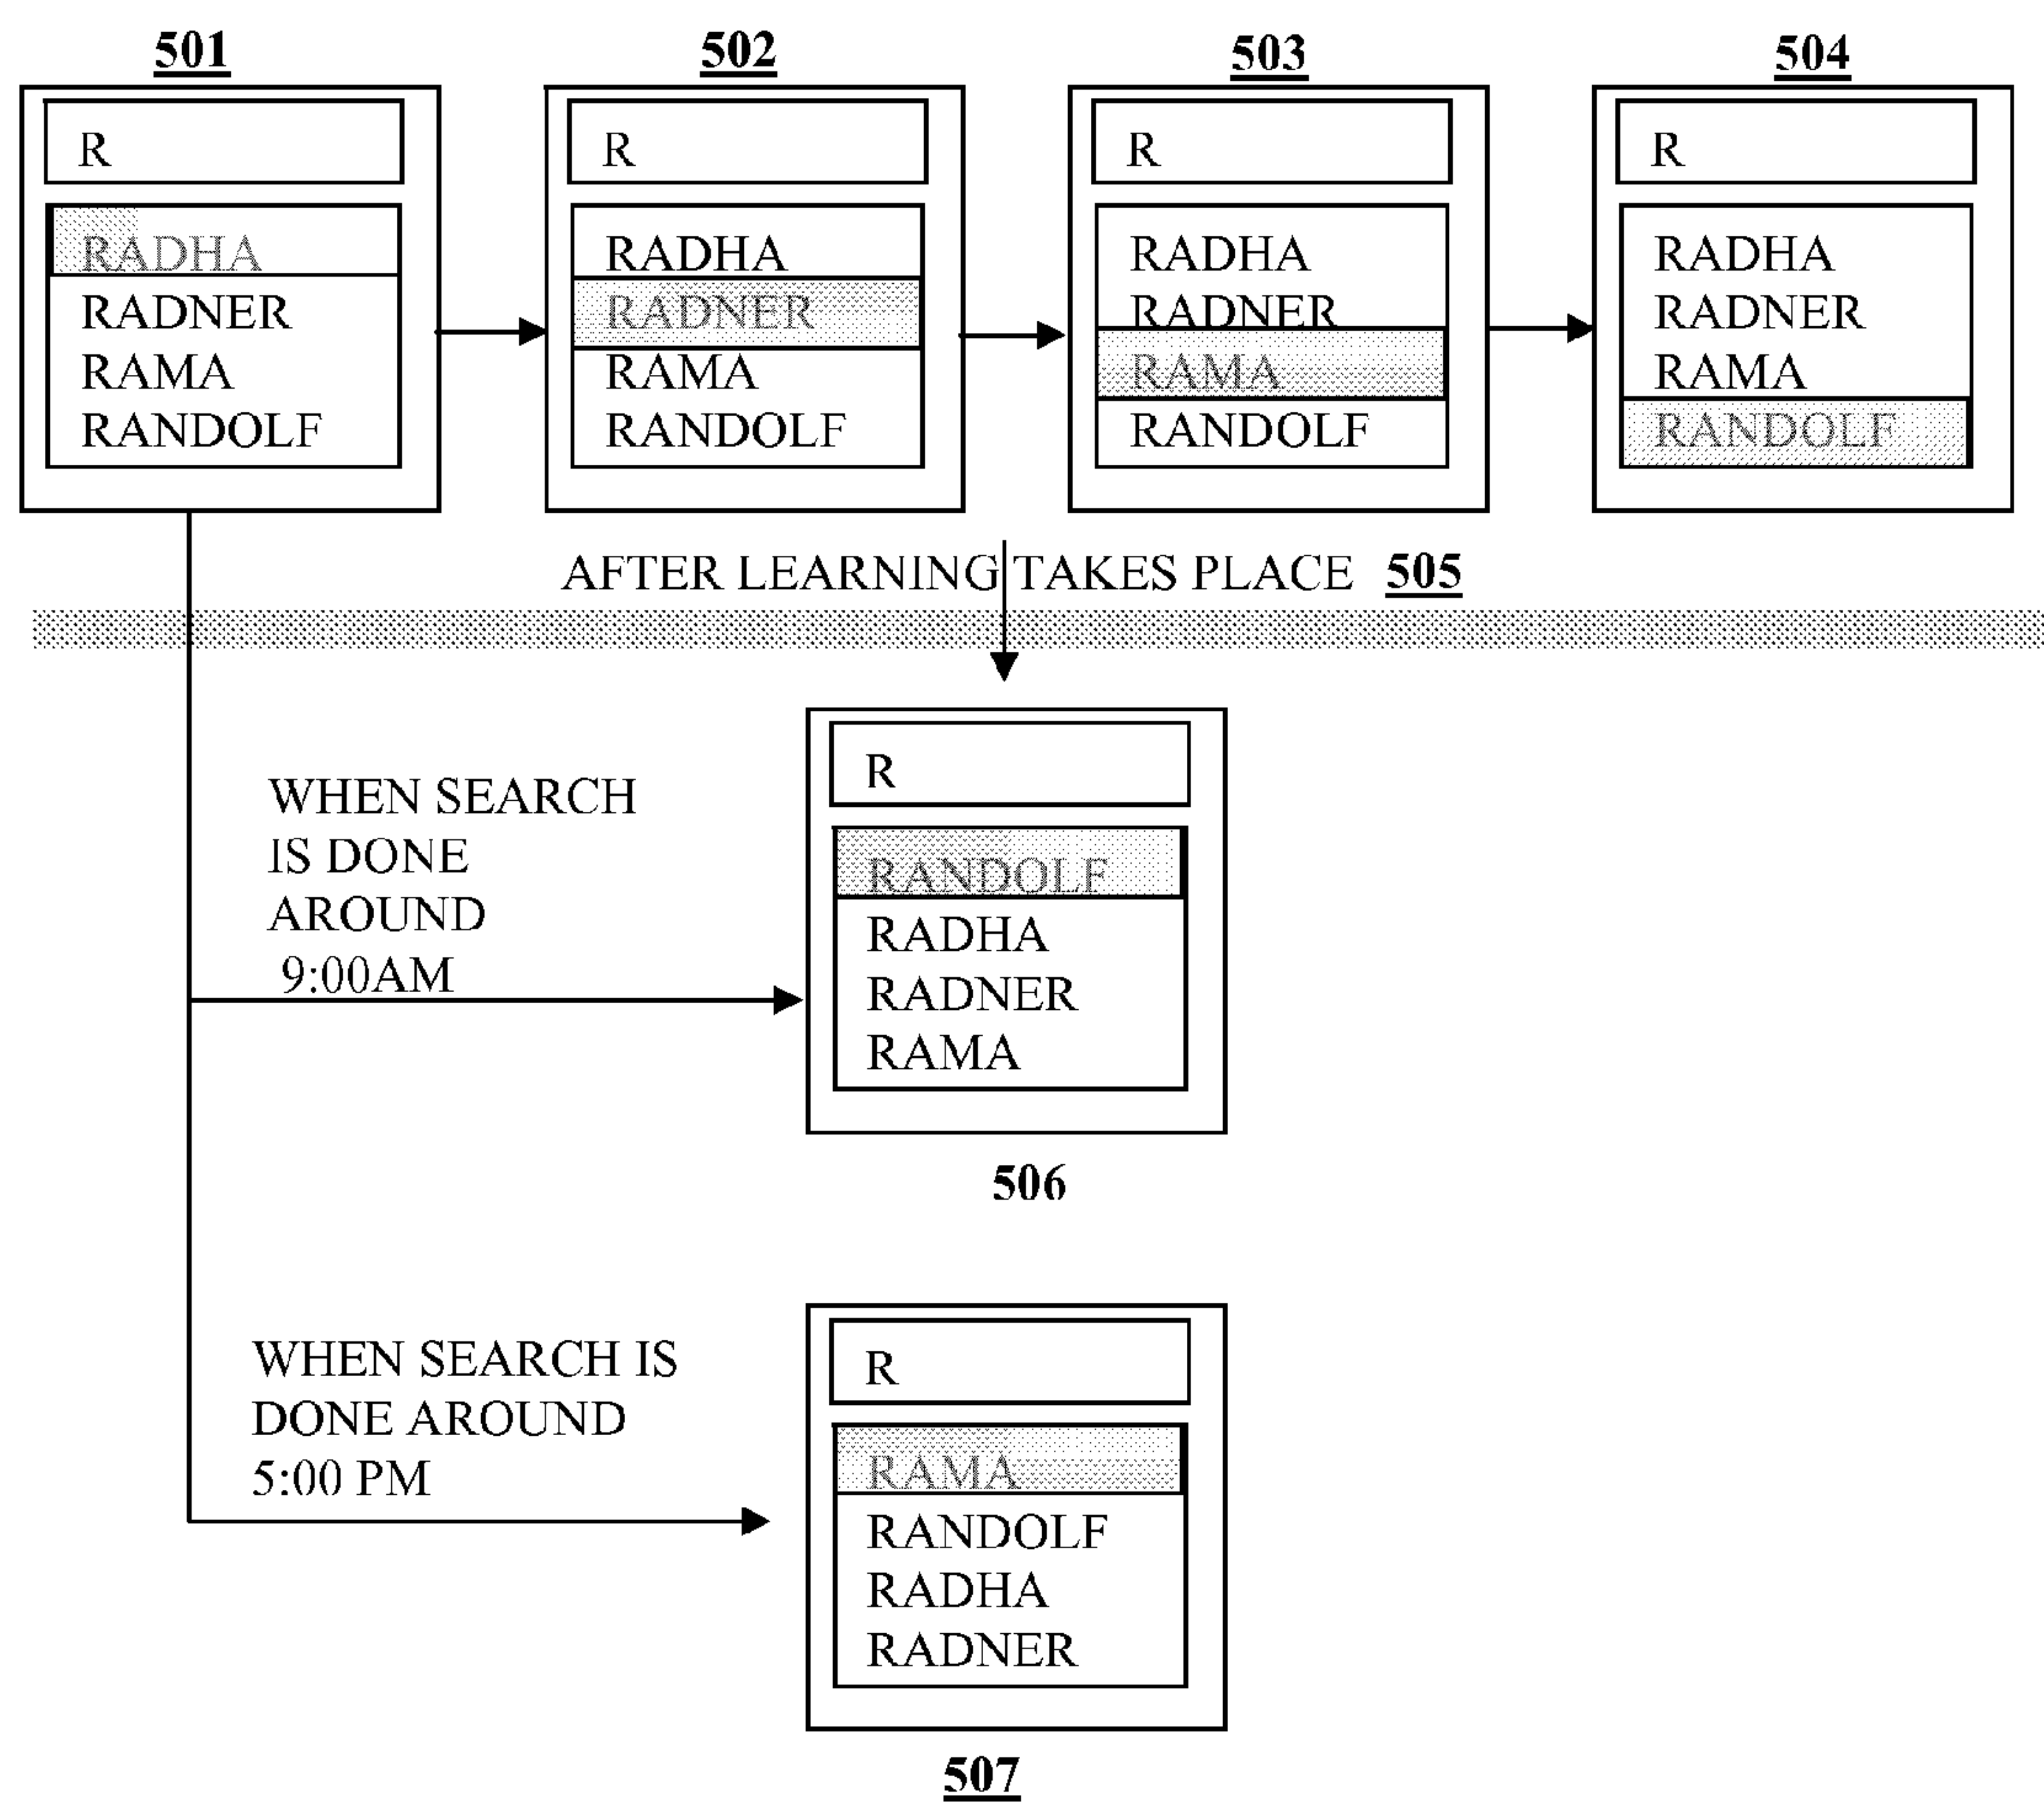 501
R
RADHA
RADNER
RAMA
RANDOLF
502
R
RADHA
RADNER
RAMA
RANDOLF
503
R
RADHA
RADNER
RAMA
RANDOLF
504
R
RADHA
RADNER
RAMA
RANDOLF
AFTER LEARNING TAKES PLACE 505
WHEN SEARCH
IS DONE
AROUND
9:00AM
R
RANDOLF
RADHA
RADNER
RAMA
506
WHEN SEARCH IS
DONE AROUND
5:00 PM
R
RAMA
RANDOLF
RADHA
RADNER
507